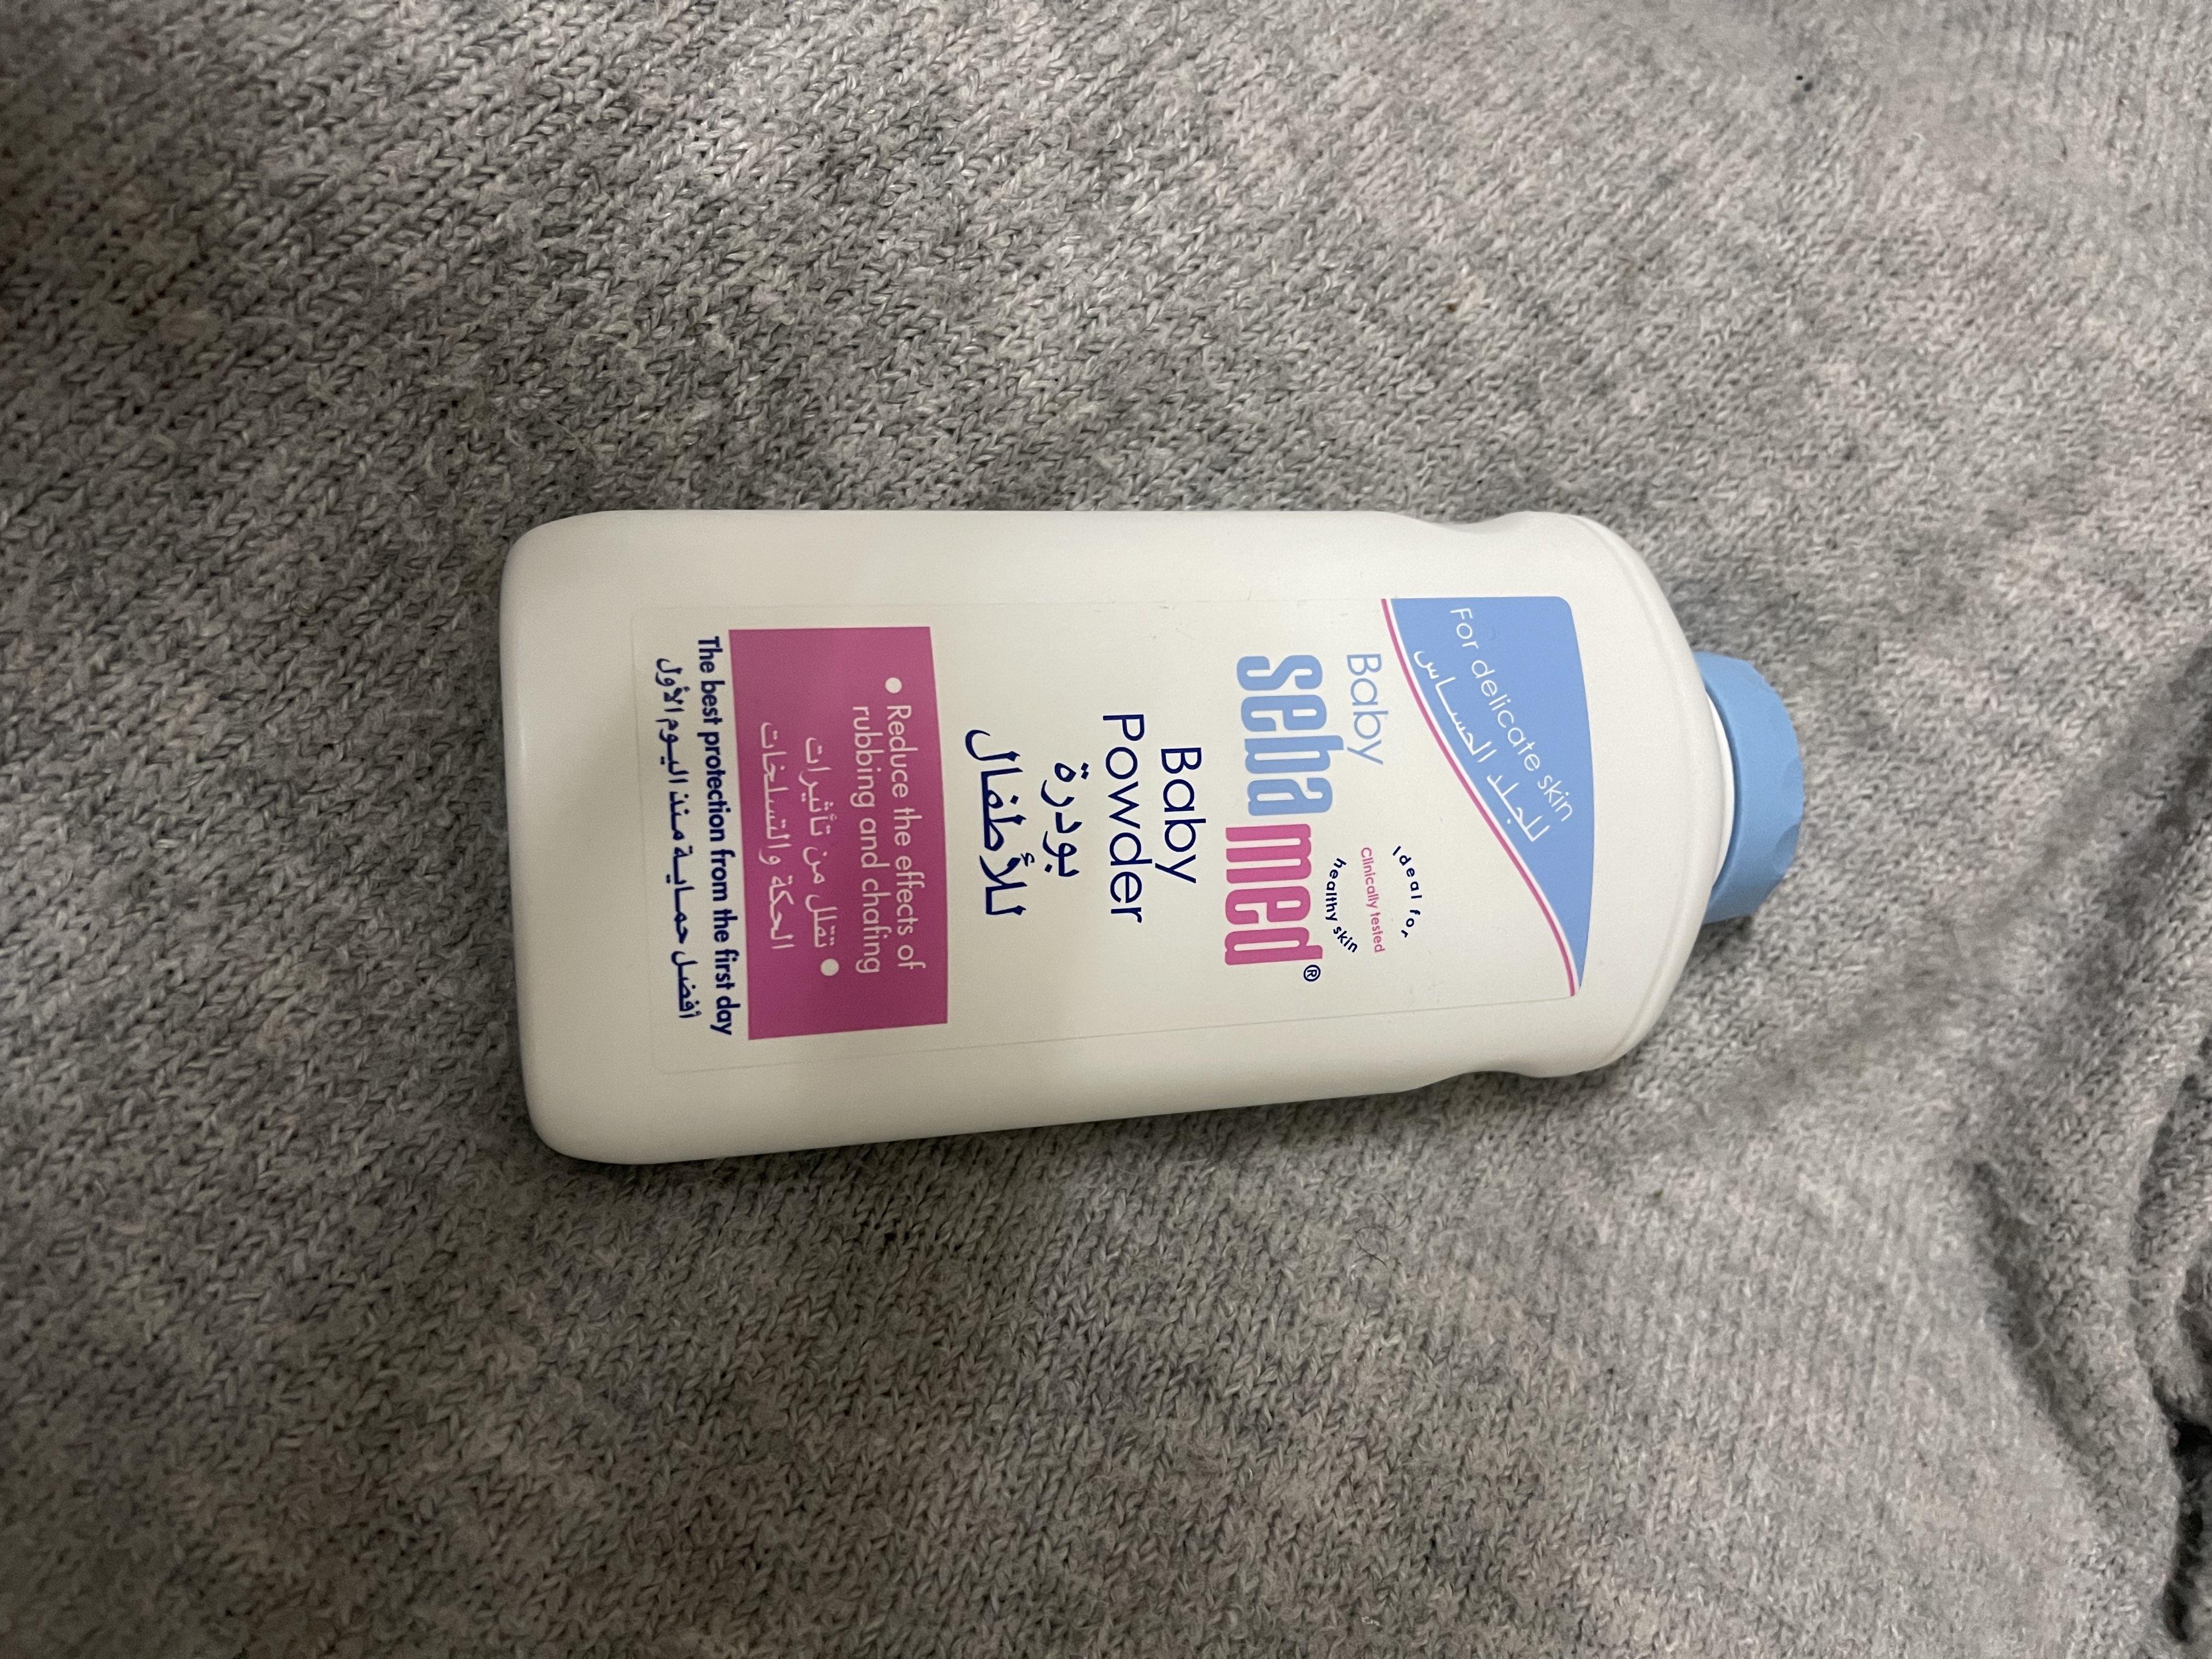 For delicate skin
للجلد الحساس
Ideal for
Clinically tested
healthy skin
Baby
sebamed®
Baby
Powder
بودرة
للأطفال
• Reduce the effects of
rubbing and chafing
• تقلل من تأثيرات
الحكة والتسلخات
The best protection from the first day
أفضل حماية منذ اليوم الأول